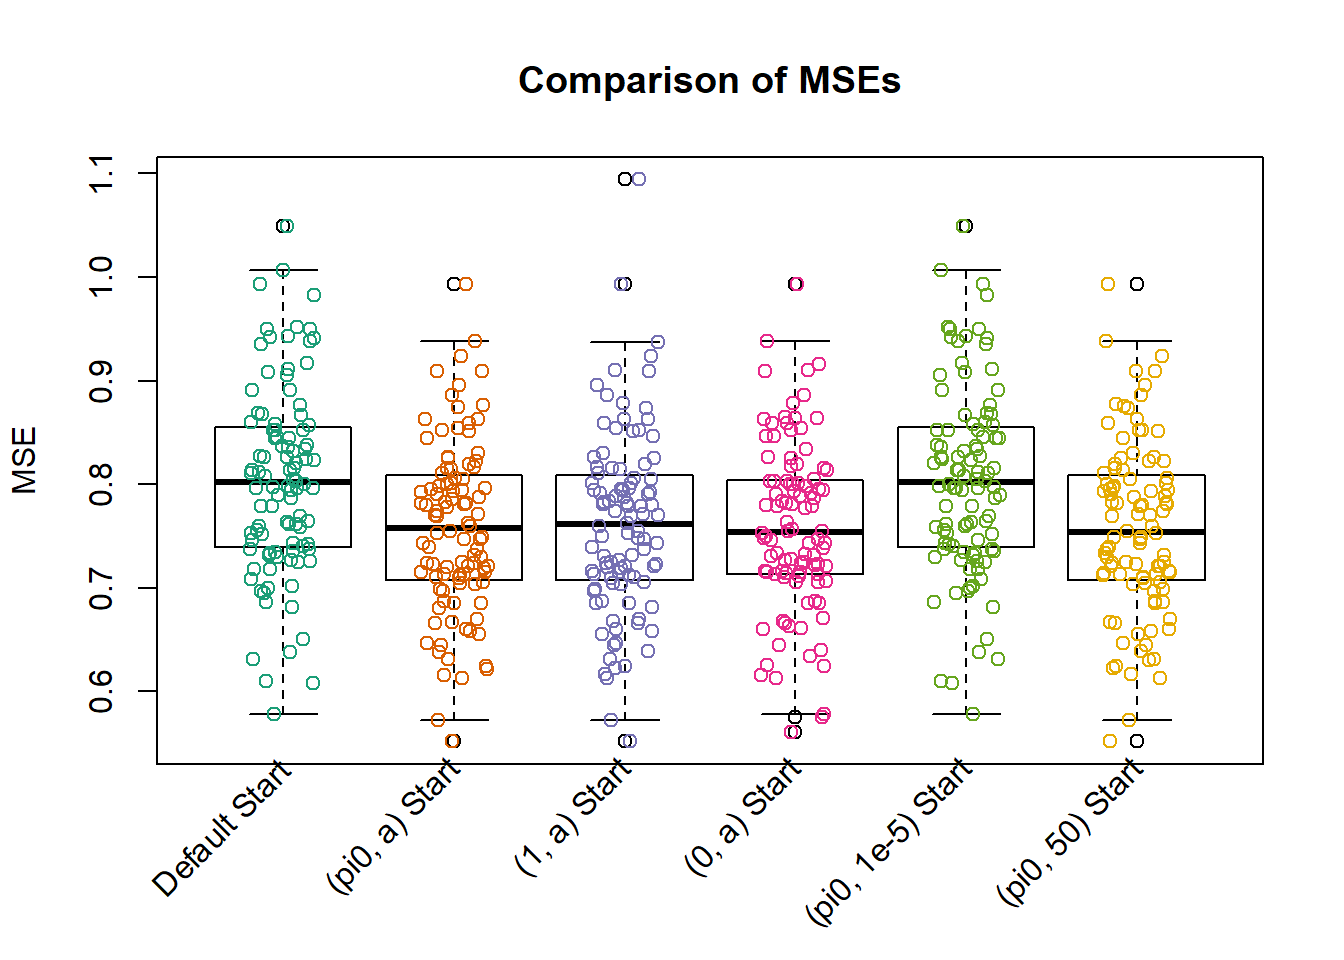 Comparison of MSEs
MSE
1.1
1.0
0.9
0.8
0.7
0.6
Default Start
(pi0, a) Start
(1, a) Start
(0, a) Start
(pi0, 1e-5) Start
(pi0, 50) Start